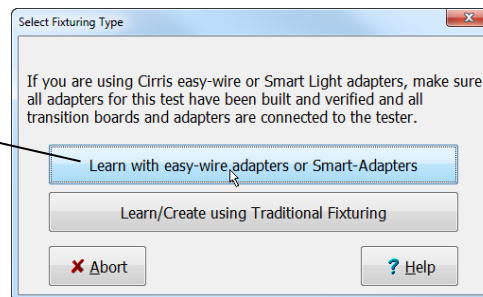 Select Fixturing Type
x
If you are using Cirris easy-wire or Smart Light adapters, make sure
all adapters for this test have been built and verified and all
transition boards and adapters are connected to the tester.
Learn with easy-wire adapters or Smart-Adapters
Learn/Create using Traditional Fixturing
Abort
? Help